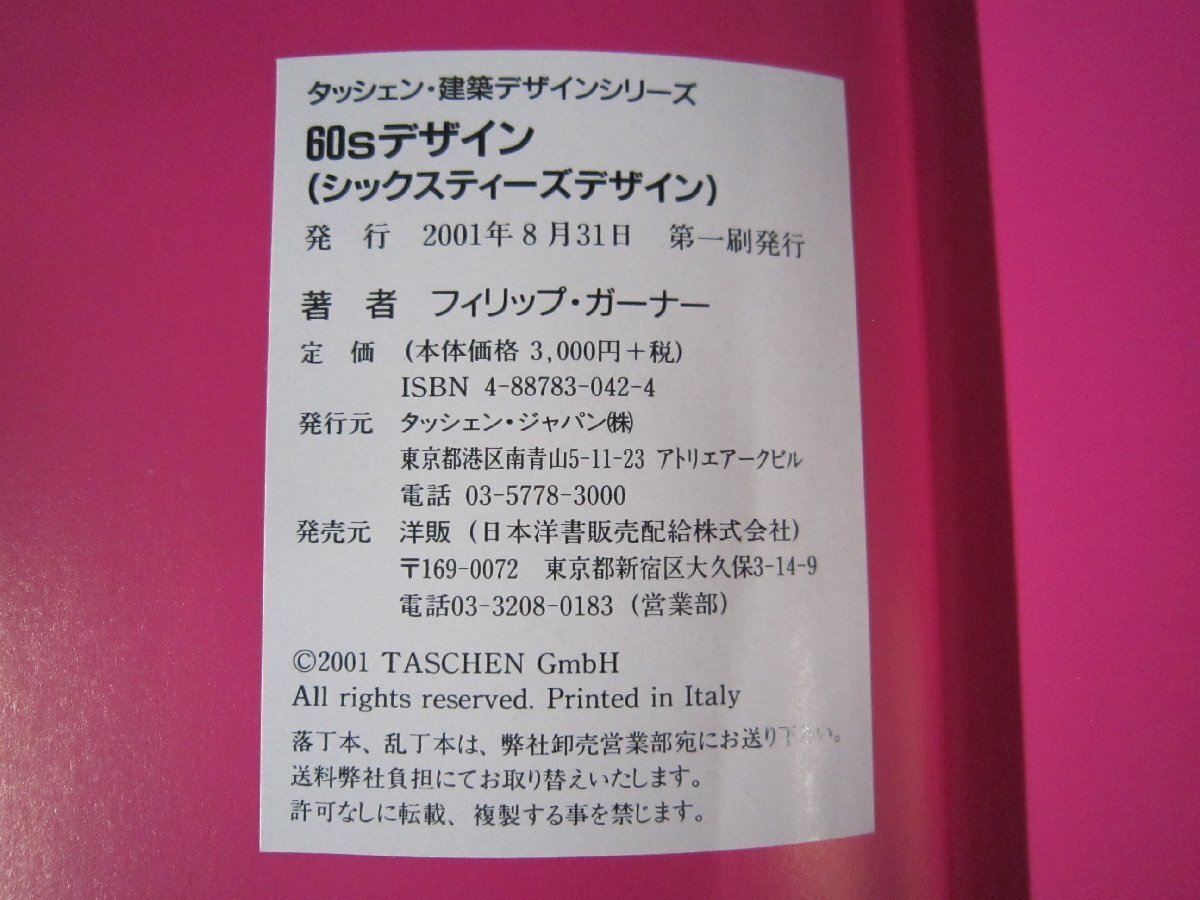 タッシェン・建築デザインシリーズ
60sデザイン
(シックスティーズデザイン)
発 行 2001年8月31日 第一刷発行
著 者 フィリップ・ガーナー
定 価 (本体価格 3,000円+税)
ISBN 4-88783-042-4
発行元 タッシェン・ジャパン㈱
東京都港区南青山5-11-23 アトリエアークビル
電話 03-5778-3000
発売元 洋販 (日本洋書販売配給株式会社)
〒169-0072 東京都新宿区大久保3-14-9
電話03-3208-0183 (営業部)
©2001 TASCHEN GmbH
All rights reserved. Printed in Italy
落丁本、乱丁本は、弊社卸売営業部宛にお送り下さい。
送料弊社負担にてお取り替えいたします。
許可なしに転載、複製する事を禁じます。